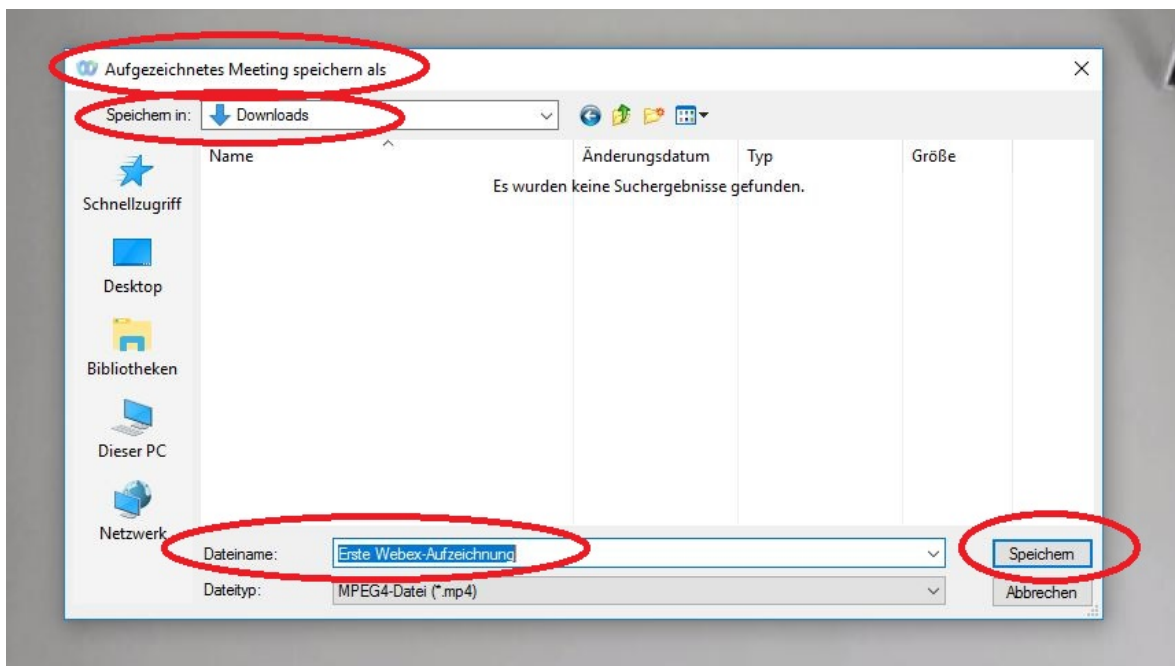 Aufgezeichnetes Meeting speichern als
Speichern in: Downloads
Name Änderungsdatum Typ Größe
Es wurden keine Suchergebnisse gefunden.
Schnellzugriff
Desktop
Bibliotheken
Dieser PC
Netzwerk
Dateiname: Erste Webex-Aufzeichnung Speichern
Dateityp: MPEG4-Datei (*.mp4) Abbrechen